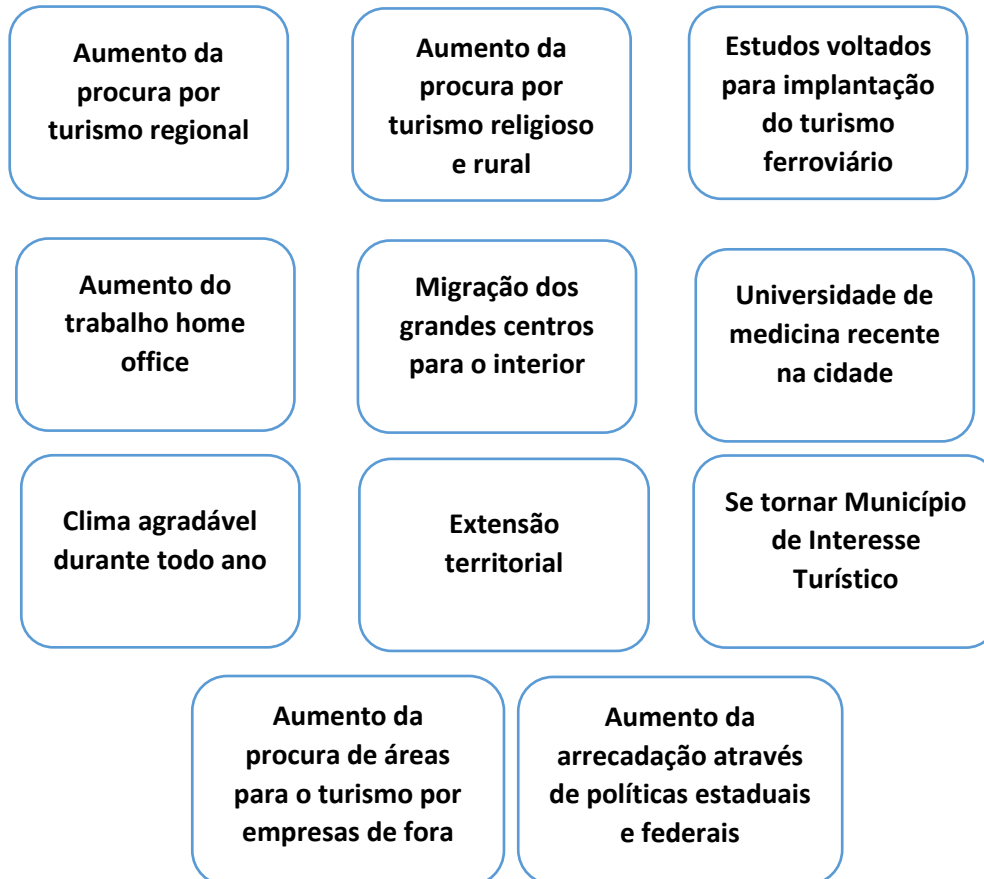 Aumento da
procura por
turismo regional
Aumento da
procura por
turismo religioso
e rural
Estudos voltados
para implantação
do turismo
ferroviário
Aumento do
trabalho home
office
Migração dos
grandes centros
para o interior
Universidade de
medicina recente
na cidade
Clima agradável
durante todo ano
Extensão
territorial
Se tornar Município
de Interesse
Turístico
Aumento da
procura de áreas
para o turismo por
empresas de fora
Aumento da
arrecadação através
de políticas estaduais
e federais